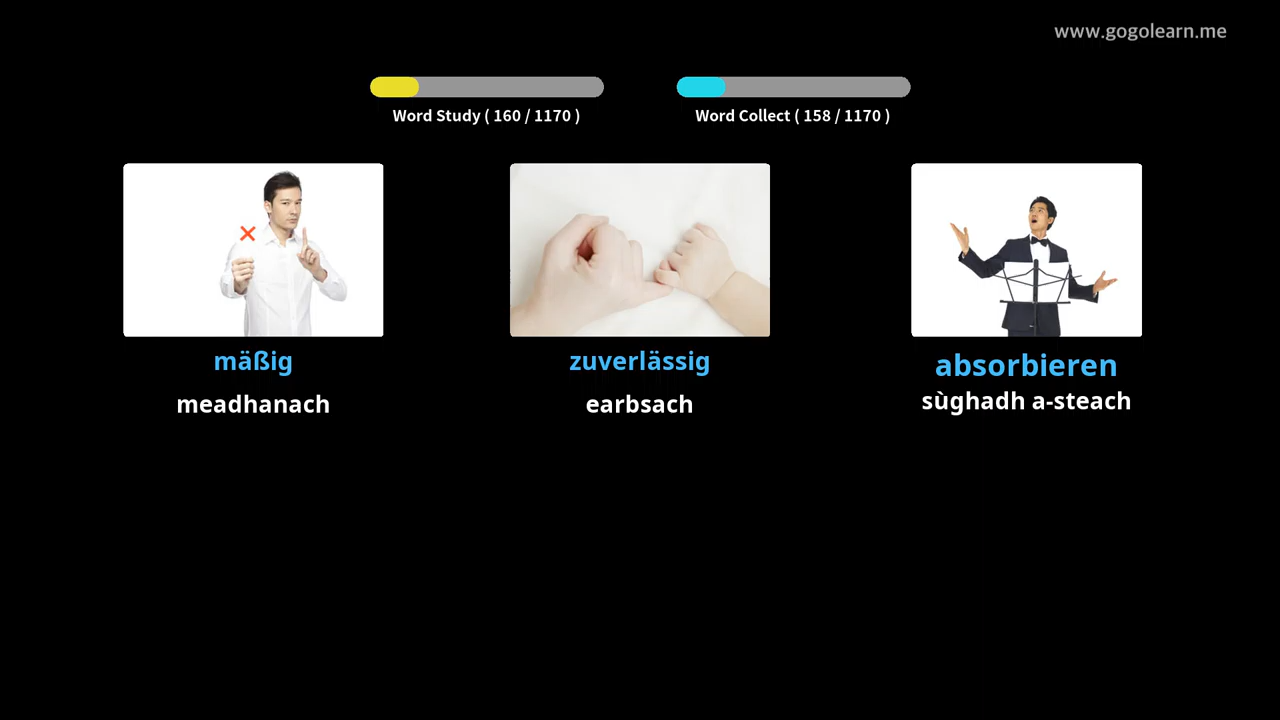 www.gogolearn.me
Word Study ( 160 / 1170 )
Word Collect ( 158 / 1170 )
mäßig
meadhanach
zuverlässig
earbsach
absorbieren
sùghadh a-steach